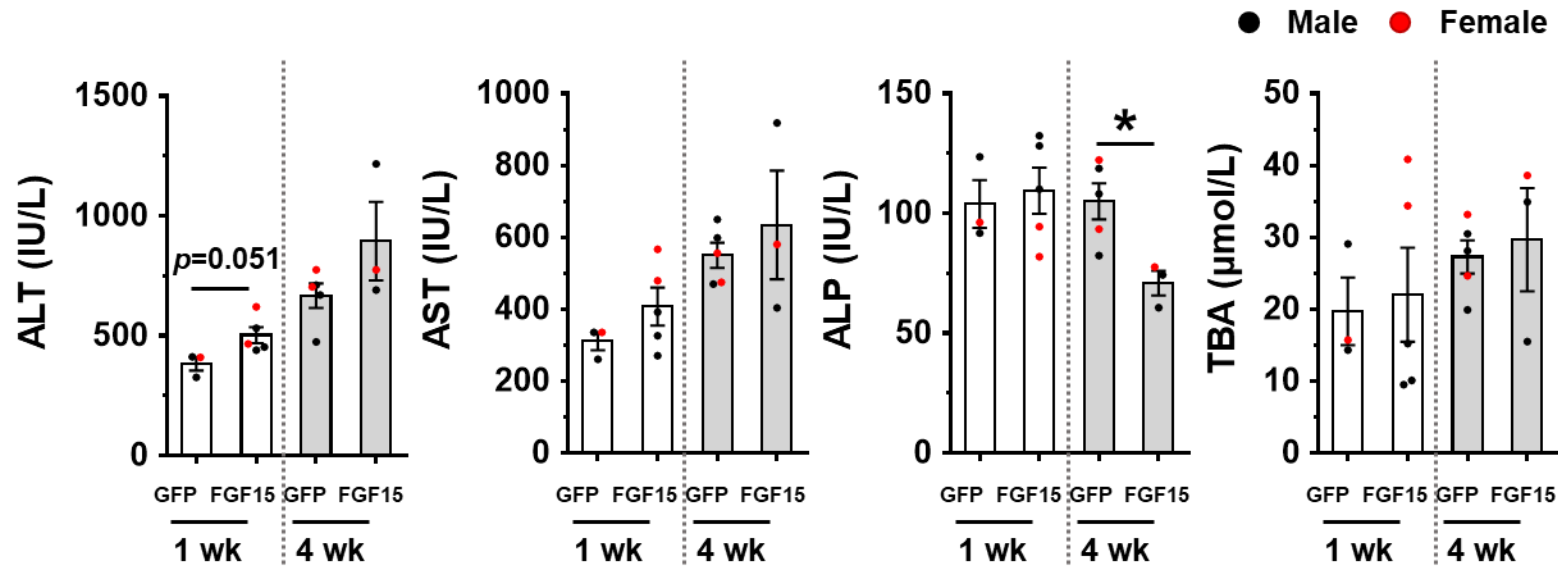 Male Female
ALT (IU/L)
1500
1000
500
0
p=0.051
GFP FGF15 GFP FGF15
1 wk 4 wk
AST (IU/L)
1000
800
600
400
200
0
GFP FGF15 GFP FGF15
1 wk 4 wk
ALP (IU/L)
150
100
50
0
*
GFP FGF15 GFP FGF15
1 wk 4 wk
TBA (μmol/L)
50
40
30
20
10
0
GFP FGF15 GFP FGF15
1 wk 4 wk